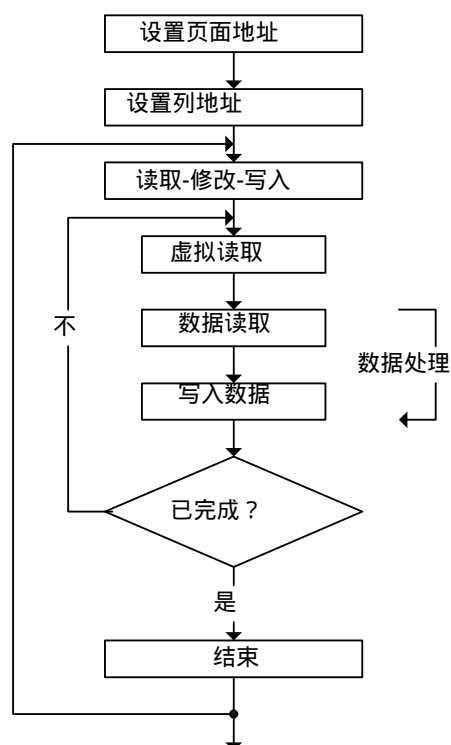 设置页面地址
设置列地址
读取-修改-写入
虚拟读取
不
数据读取
数据处理
写入数据
已完成？
是
结束